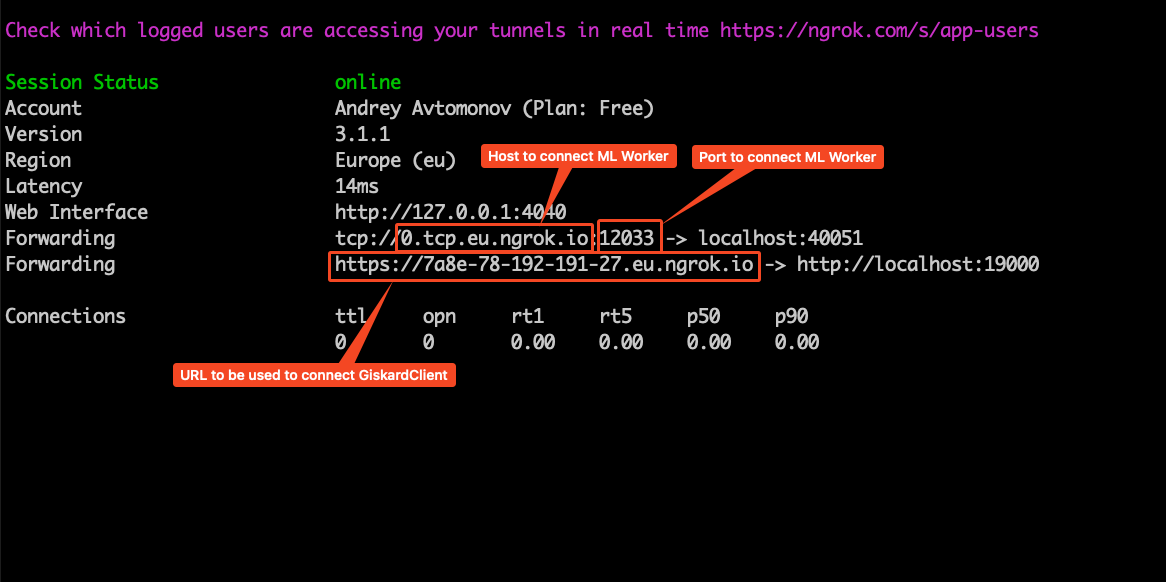 Check which logged users are accessing your tunnels in real time https://ngrok.com/s/app-users
Session Status online
Account Andrey Avtomonov (Plan: Free)
Version 3.1.1
Region Europe (eu)
Host to connect ML Worker
Port to connect ML Worker
Latency 14ms
Web Interface http://127.0.0.1:4040
Forwarding tcp://0.tcp.eu.ngrok.io:12033 -> localhost:40051
Forwarding https://7a8e-78-192-191-27.eu.ngrok.io -> http://localhost:19000
Connections ttl opn rt1 rt5 p50 p90
0 0 0.00 0.00 0.00 0.00
URL to be used to connect GiskardClient